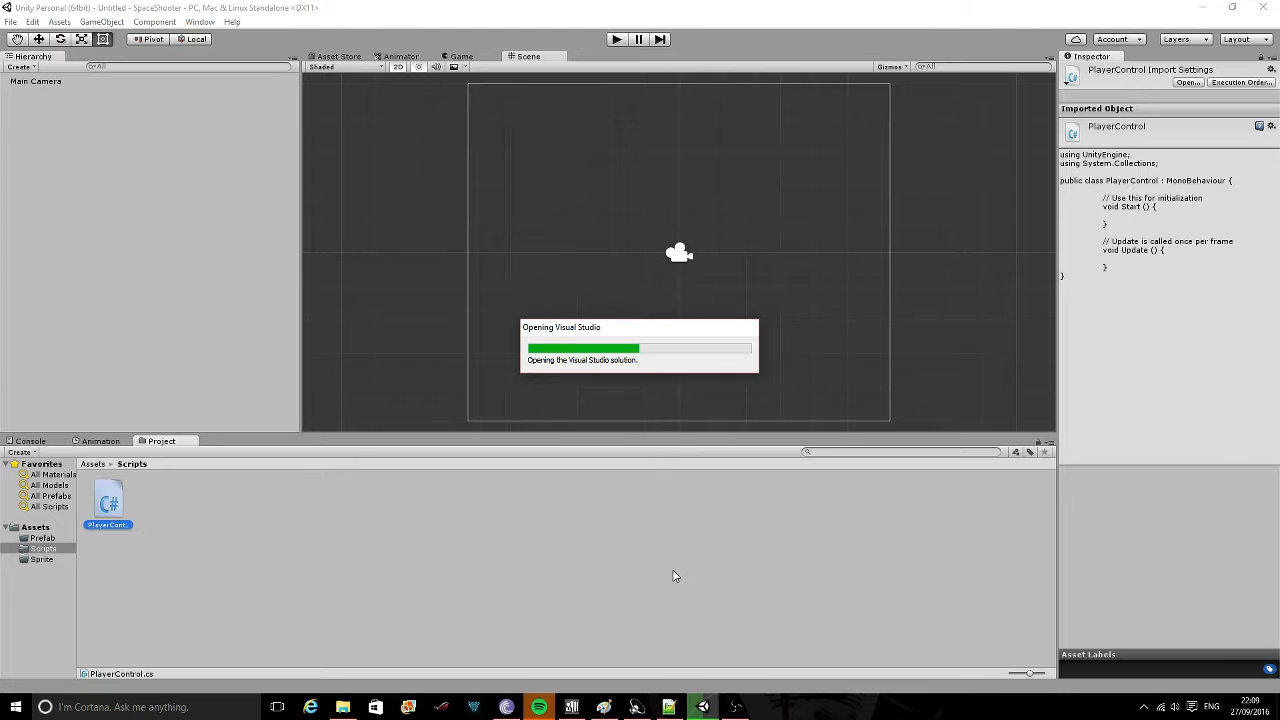 Unity Personal (64bit) - Untitled - SpaceShooter - PC, Mac & Linux Standalone <DX11>
File Edit Assets GameObject Component Window Help
Pivot Local Account Layers Layout
Hierarchy Asset Store Animator Game Scene Inspector
Create All Shaded 2D Gizmos All
Main Camera
PlayerControl Import Settings
Open... Execution Order...
Imported Object
PlayerControl
using UnityEngine;
using System.Collections;
public class PlayerControl : MonoBehaviour {
// Use this for initialization
void Start () {
}
// Update is called once per frame
void Update () {
}
}
Opening Visual Studio
Opening the Visual Studio solution.
Console Animation Project
Create
Favorites
All Materials
All Models
All Prefabs
All Scripts
Assets
Prefab
Scripts
Sprite
Assets Scripts
C#
PlayerCont...
PlayerControl.cs
Asset Labels
I'm Cortana. Ask me anything.
ENG
22:09
27/09/2016